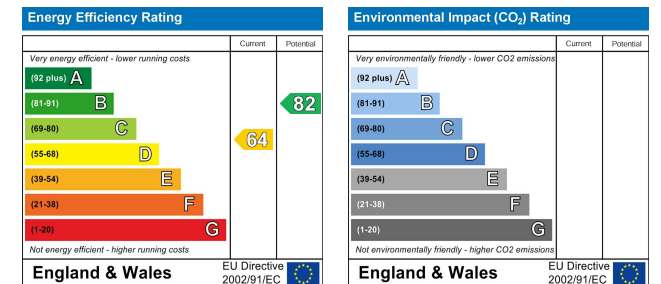 Energy Efficiency Rating
Current Potential
Very energy efficient - lower running costs
(92 plus) A
(81-91) B
(69-80) C
(55-68) D
(39-54) E
(21-38) F
(1-20) G
82
64
Not energy efficient - higher running costs
England & Wales
EU Directive
2002/91/EC
Environmental Impact (CO₂) Rating
Current Potential
Very environmentally friendly - lower CO2 emissions
(92 plus) A
(81-91) B
(69-80) C
(55-68) D
(39-54) E
(21-38) F
(1-20) G
Not environmentally friendly - higher CO2 emissions
England & Wales
EU Directive
2002/91/EC